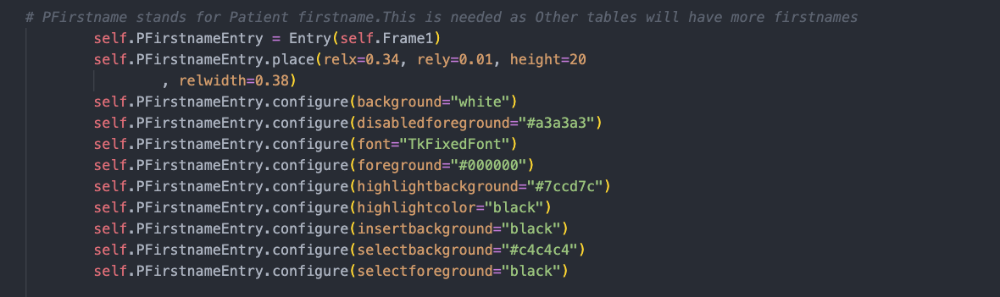 # PFirstname stands for Patient firstname.This is needed as Other tables will have more firstnames
self.PFirstnameEntry = Entry(self.Frame1)
self.PFirstnameEntry.place(relx=0.34, rely=0.01, height=20
, relwidth=0.38)
self.PFirstnameEntry.configure(background="white")
self.PFirstnameEntry.configure(disabledforeground="#a3a3a3")
self.PFirstnameEntry.configure(font="TkFixedFont")
self.PFirstnameEntry.configure(foreground="#000000")
self.PFirstnameEntry.configure(highlightbackground="#7ccd7c")
self.PFirstnameEntry.configure(highlightcolor="black")
self.PFirstnameEntry.configure(insertbackground="black")
self.PFirstnameEntry.configure(selectbackground="#c4c4c4")
self.PFirstnameEntry.configure(selectforeground="black")